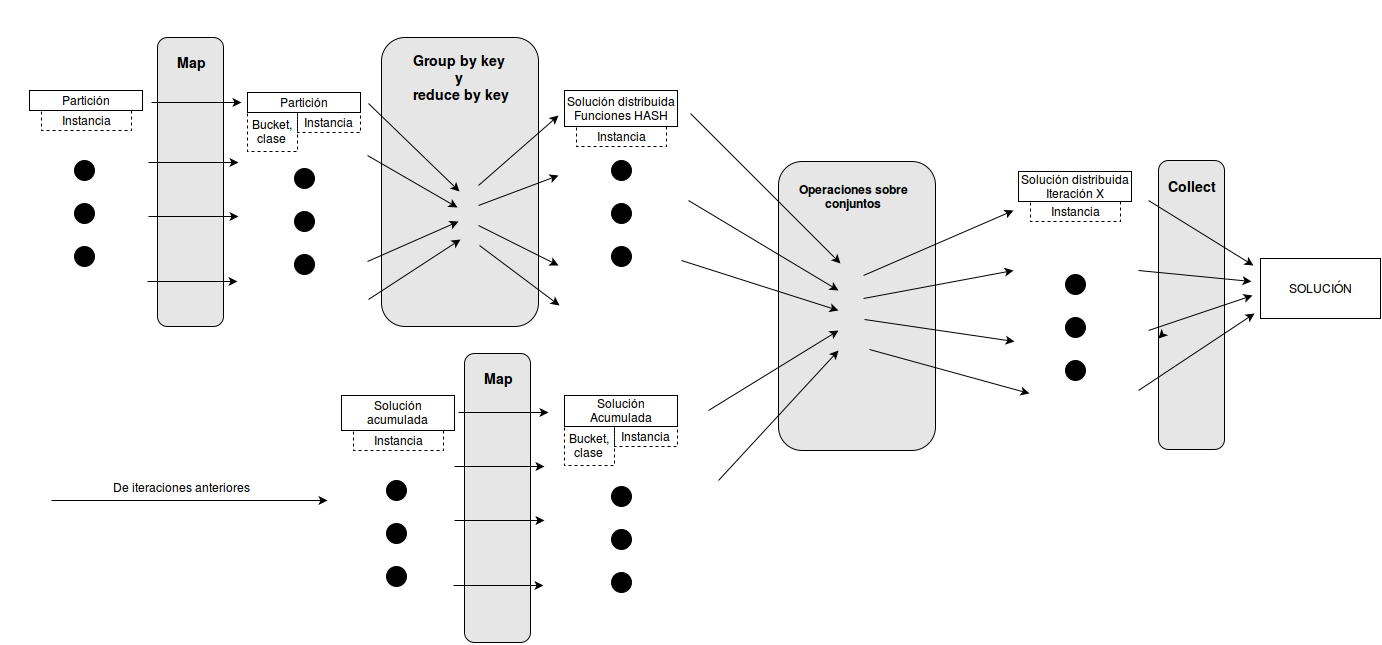 Map
Partición
Instancia
Partición
Bucket,
clase
Instancia
Group by key
y
reduce by key
Solución distribuida
Funciones HASH
Instancia
Operaciones sobre
conjuntos
Solución distribuida
Iteración X
Instancia
Collect
SOLUCIÓN
De iteraciones anteriores
Solución
acumulada
Instancia
Map
Solución
Acumulada
Bucket,
clase
Instancia